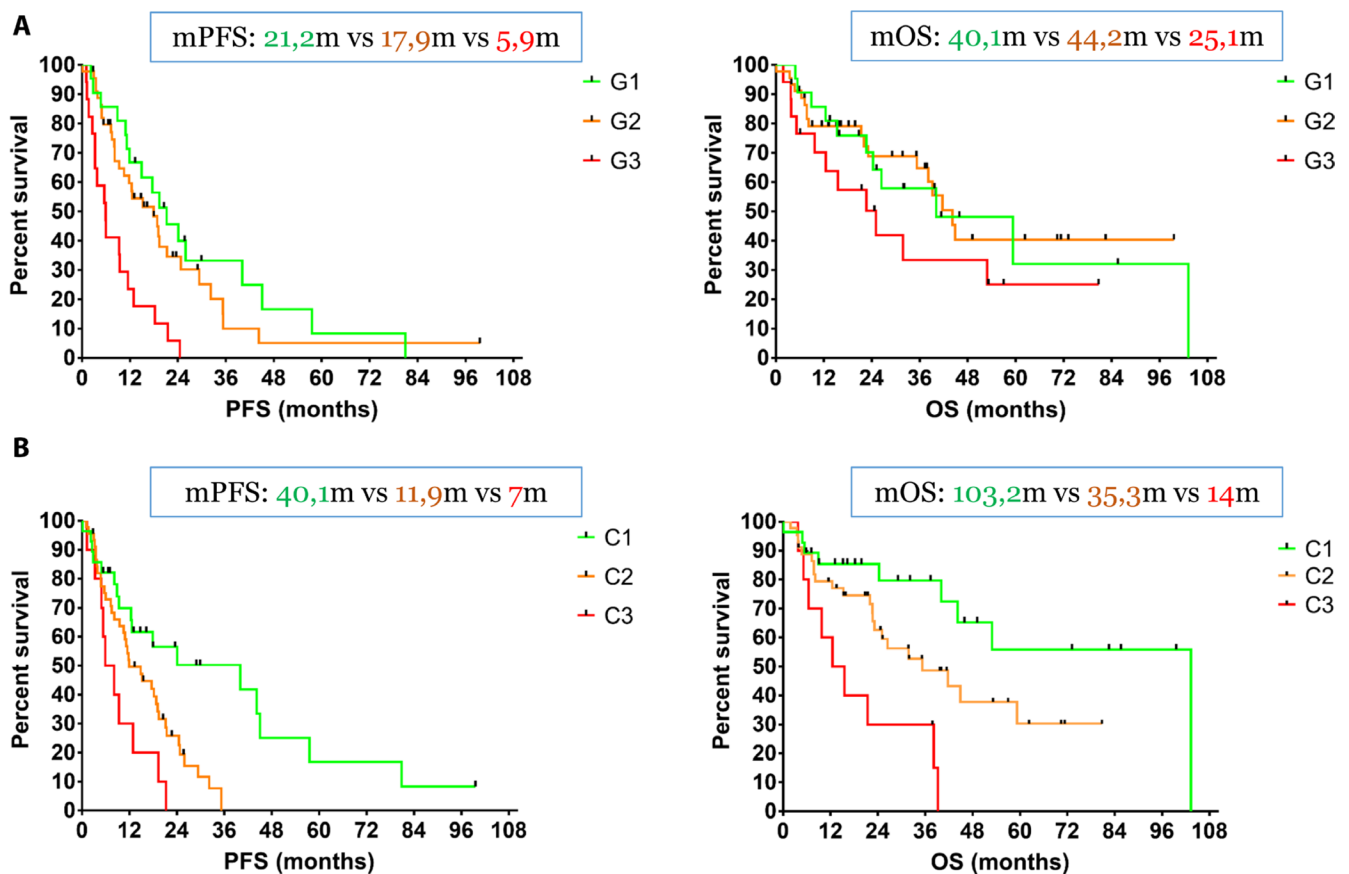 A
mPFS: 21,2m vs 17,9m vs 5,9m
Percent survival
100
90
80
70
60
50
40
30
20
10
0
0 12 24 36 48 60 72 84 96 108
PFS (months)
G1
G2
G3
mOS: 40,1m vs 44,2m vs 25,1m
Percent survival
100
90
80
70
60
50
40
30
20
10
0
0 12 24 36 48 60 72 84 96 108
OS (months)
G1
G2
G3
B
mPFS: 40,1m vs 11,9m vs 7m
Percent survival
100
90
80
70
60
50
40
30
20
10
0
0 12 24 36 48 60 72 84 96 108
PFS (months)
C1
C2
C3
mOS: 103,2m vs 35,3m vs 14m
Percent survival
100
90
80
70
60
50
40
30
20
10
0
0 12 24 36 48 60 72 84 96 108
OS (months)
C1
C2
C3